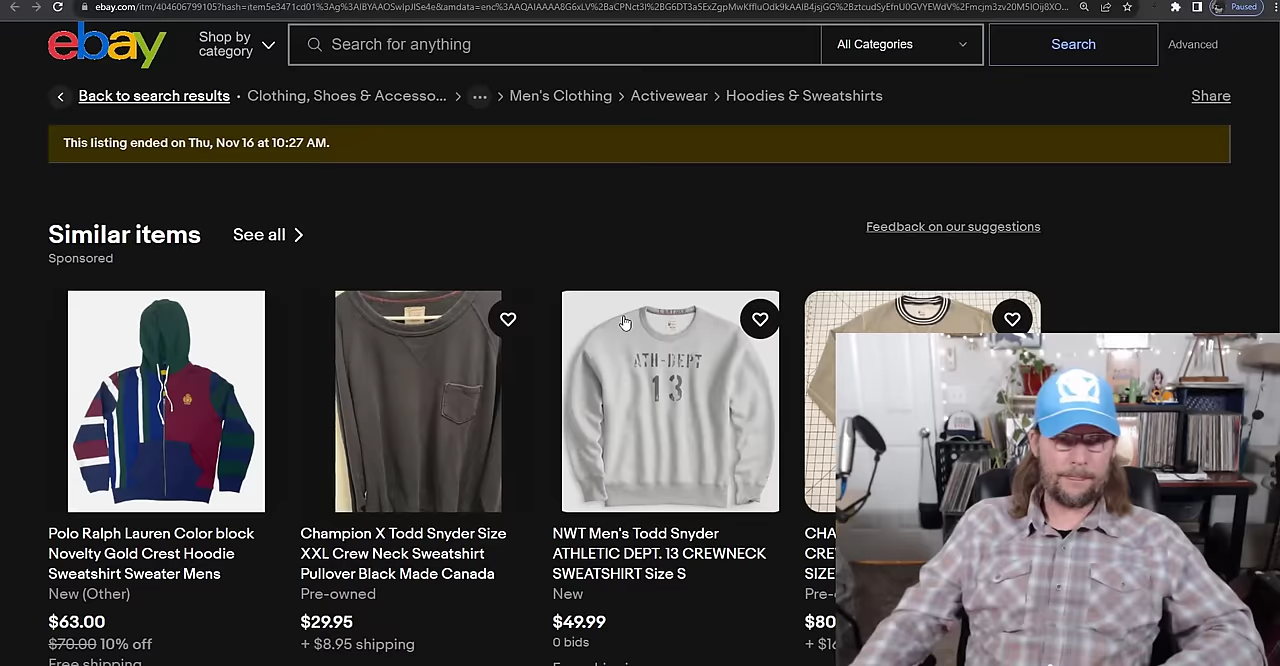 ebay.com/itm/404606799105?hash=item5e3471cd01%3Ag%3AIBYAAOSwlpJlSe4e&amdata=enc%3AAQAIAAAA8G6xLV%2BaCPNct3l%2BG6DT3a5ExZgpMwKffluOdk9kAAlB4jsjGG%2BztcudSyEfnU0GVYEWdV%2Fmcjm3zv20M5IOij8XO...
Paused
ebay
Shop by
category
Search for anything
All Categories
Search
Advanced
Back to search results · Clothing, Shoes & Accesso... > ... > Men's Clothing > Activewear > Hoodies & Sweatshirts
Share
This listing ended on Thu, Nov 16 at 10:27 AM.
Similar items
See all >
Feedback on our suggestions
Sponsored
ATH-DEPT
13
Polo Ralph Lauren Color block
Novelty Gold Crest Hoodie
Sweatshirt Sweater Mens
New (Other)
$63.00
$70.00 10% off
Free shipping
Champion X Todd Snyder Size
XXL Crew Neck Sweatshirt
Pullover Black Made Canada
Pre-owned
$29.95
+ $8.95 shipping
NWT Men's Todd Snyder
ATHLETIC DEPT. 13 CREWNECK
SWEATSHIRT Size S
New
$49.99
0 bids
CHA
CRE
SIZE
Pre-
$80
+ $1